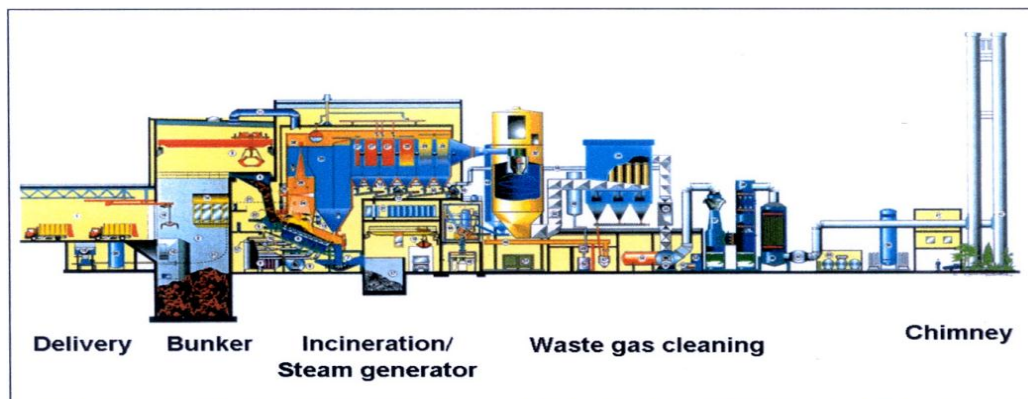 Delivery
Bunker
Incineration/
Steam generator
Waste gas cleaning
Chimney